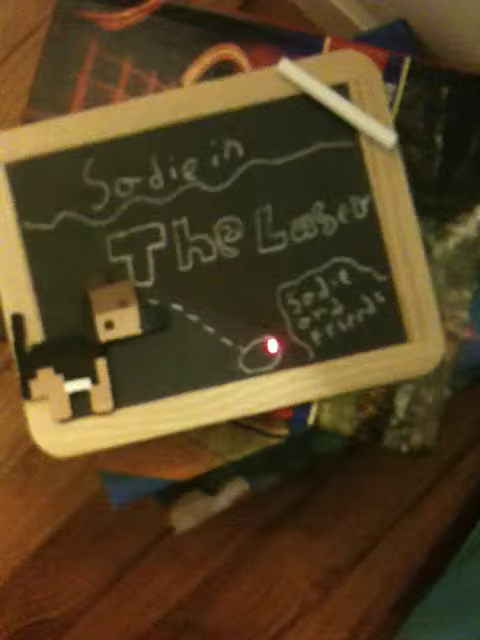 Sadie in
The Laser
Sadie
and
Friends